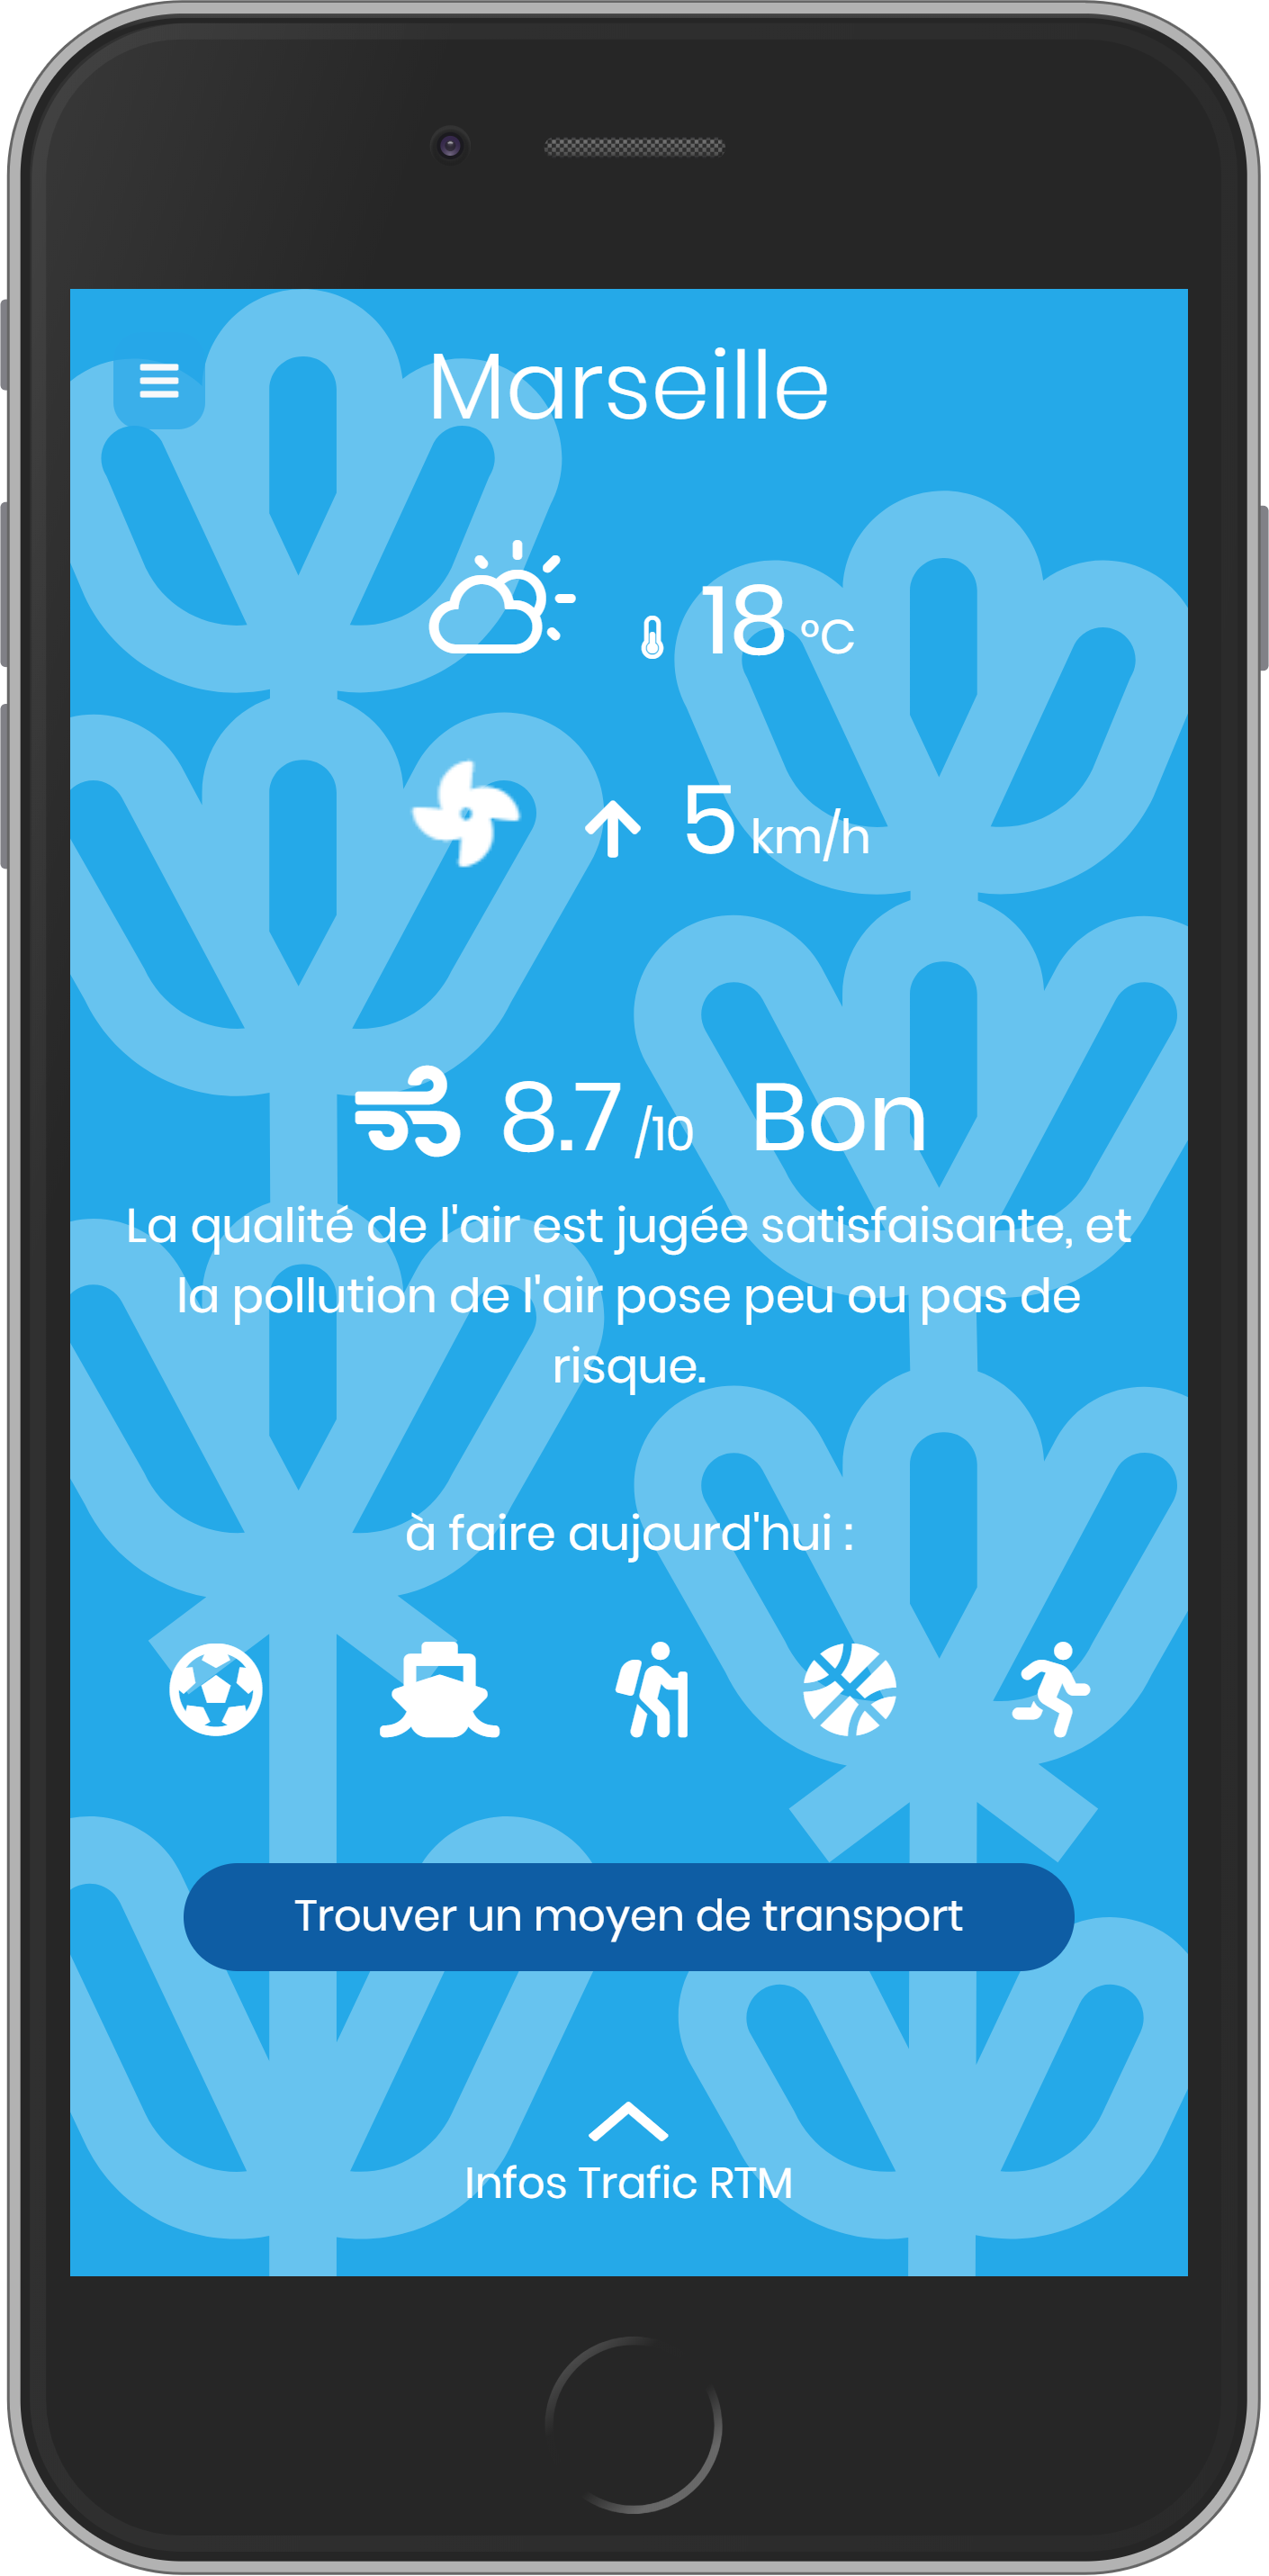 Marseille
18 °C
5 km/h
8.7 /10 Bon
La qualité de l'air est jugée satisfaisante, et
la pollution de l'air pose peu ou pas de
risque.
à faire aujourd'hui :
Trouver un moyen de transport
Infos Trafic RTM